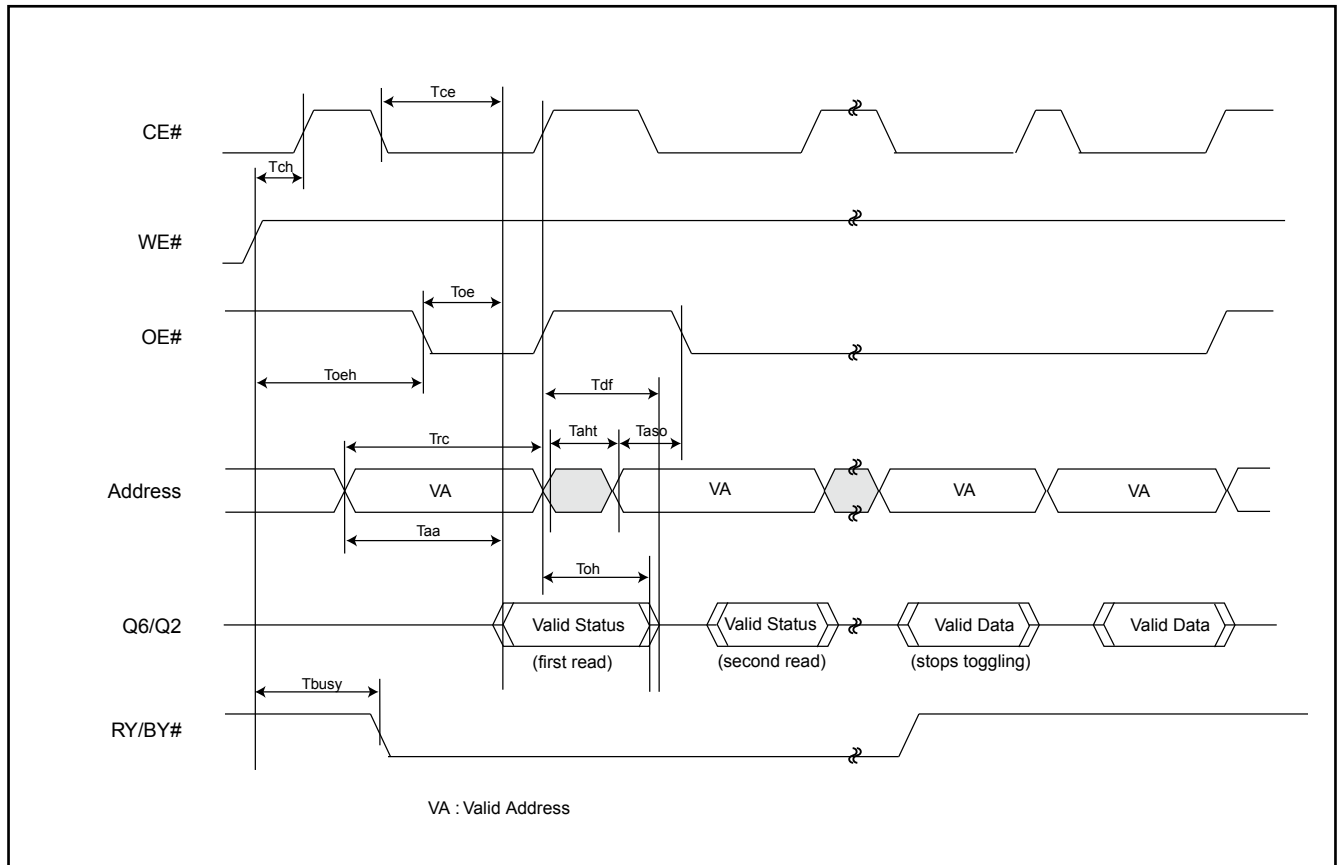 Tce
CE#
Tch
WE#
Toe
OE#
Toeh
Tdf
Trc
Taht
Taso
Address
VA
VA
VA
VA
Taa
Toh
Q6/Q2
Valid Status
Valid Status
Valid Data
Valid Data
(first read)
(second read)
(stops toggling)
Tbusy
RY/BY#
VA : Valid Address